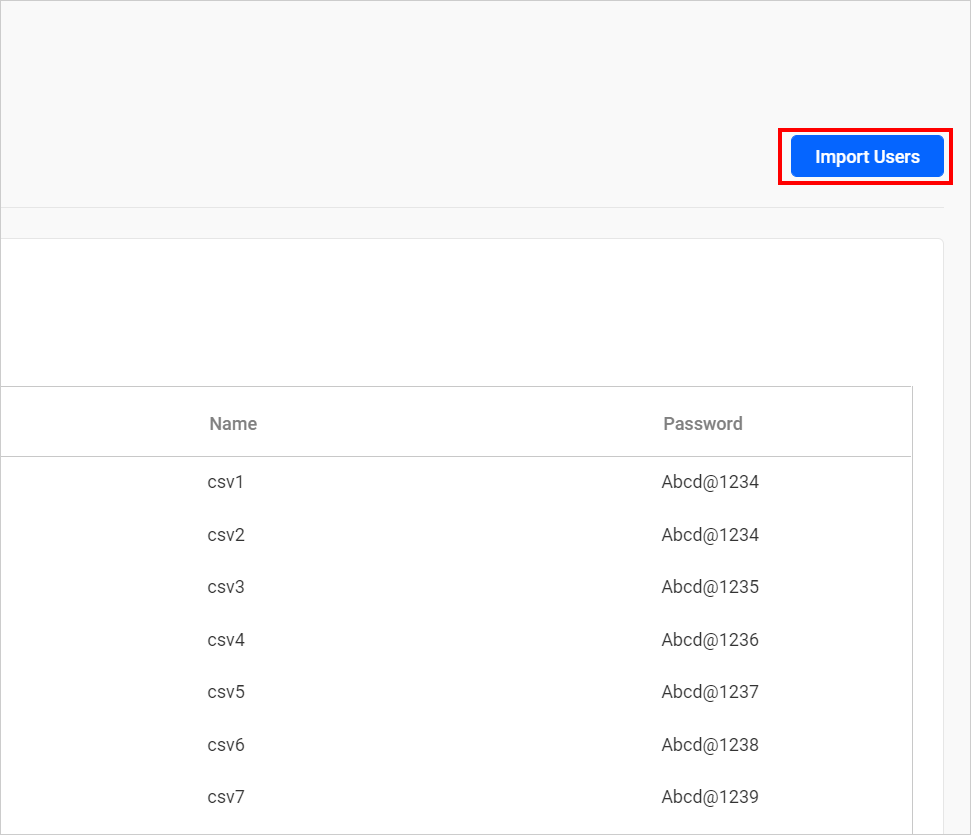 Import Users
Name Password
csv1 Abcd@1234
csv2 Abcd@1234
csv3 Abcd@1235
csv4 Abcd@1236
csv5 Abcd@1237
csv6 Abcd@1238
csv7 Abcd@1239